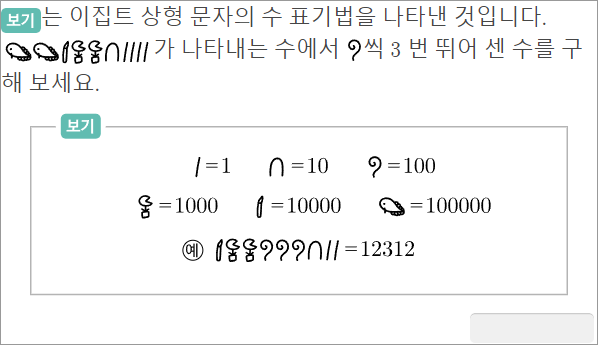 보기는 이집트 상형 문자의 수 표기법을 나타낸 것입니다.
𓆐𓆐𓂭𓆼𓆼𓎆𓏺𓏺𓏺𓏺 가 나타내는 수에서 𓍢씩 3 번 뛰어 센 수를 구
해 보세요.
보기
𓏺=1 𓎆=10 𓍢=100
𓆼=1000 𓂭=10000 𓆐=100000
예 𓂭𓆼𓆼𓍢𓍢𓍢𓎆𓏺𓏺=12312